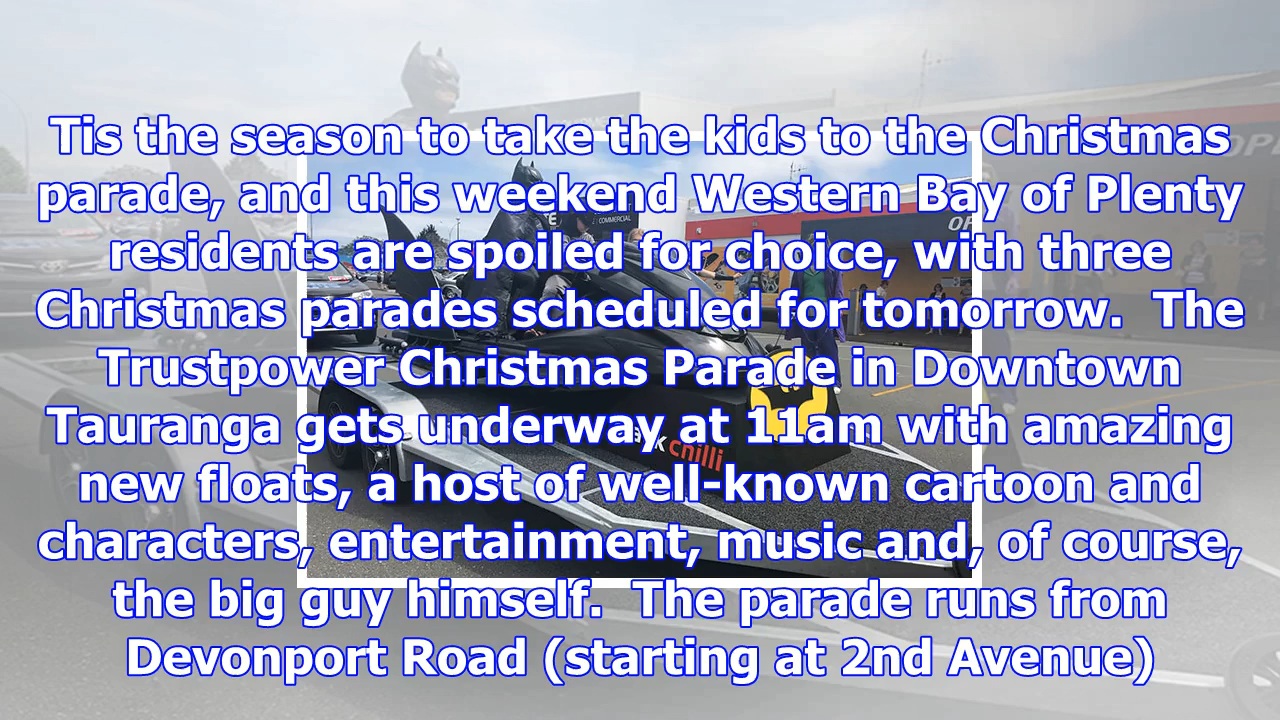 Tis the season to take the kids to the Christmas
parade, and this weekend Western Bay of Plenty
residents are spoiled for choice, with three
Christmas parades scheduled for tomorrow. The
Trustpower Christmas Parade in Downtown
Tauranga gets underway at 11am with amazing
new floats, a host of well-known cartoon and
characters, entertainment, music and, of course,
the big guy himself. The parade runs from
Devonport Road (starting at 2nd Avenue)
COMMERCIAL
chilli